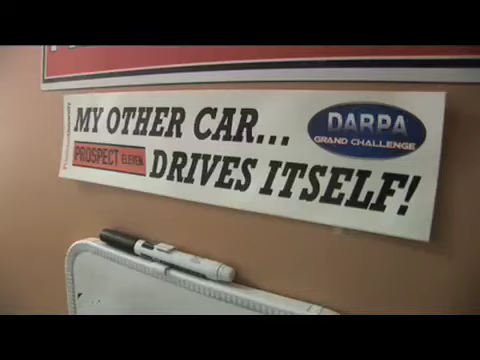 MY OTHER CAR...
DARPA
GRAND CHALLENGE
PROSPECT ELEVEN
DRIVES ITSELF!